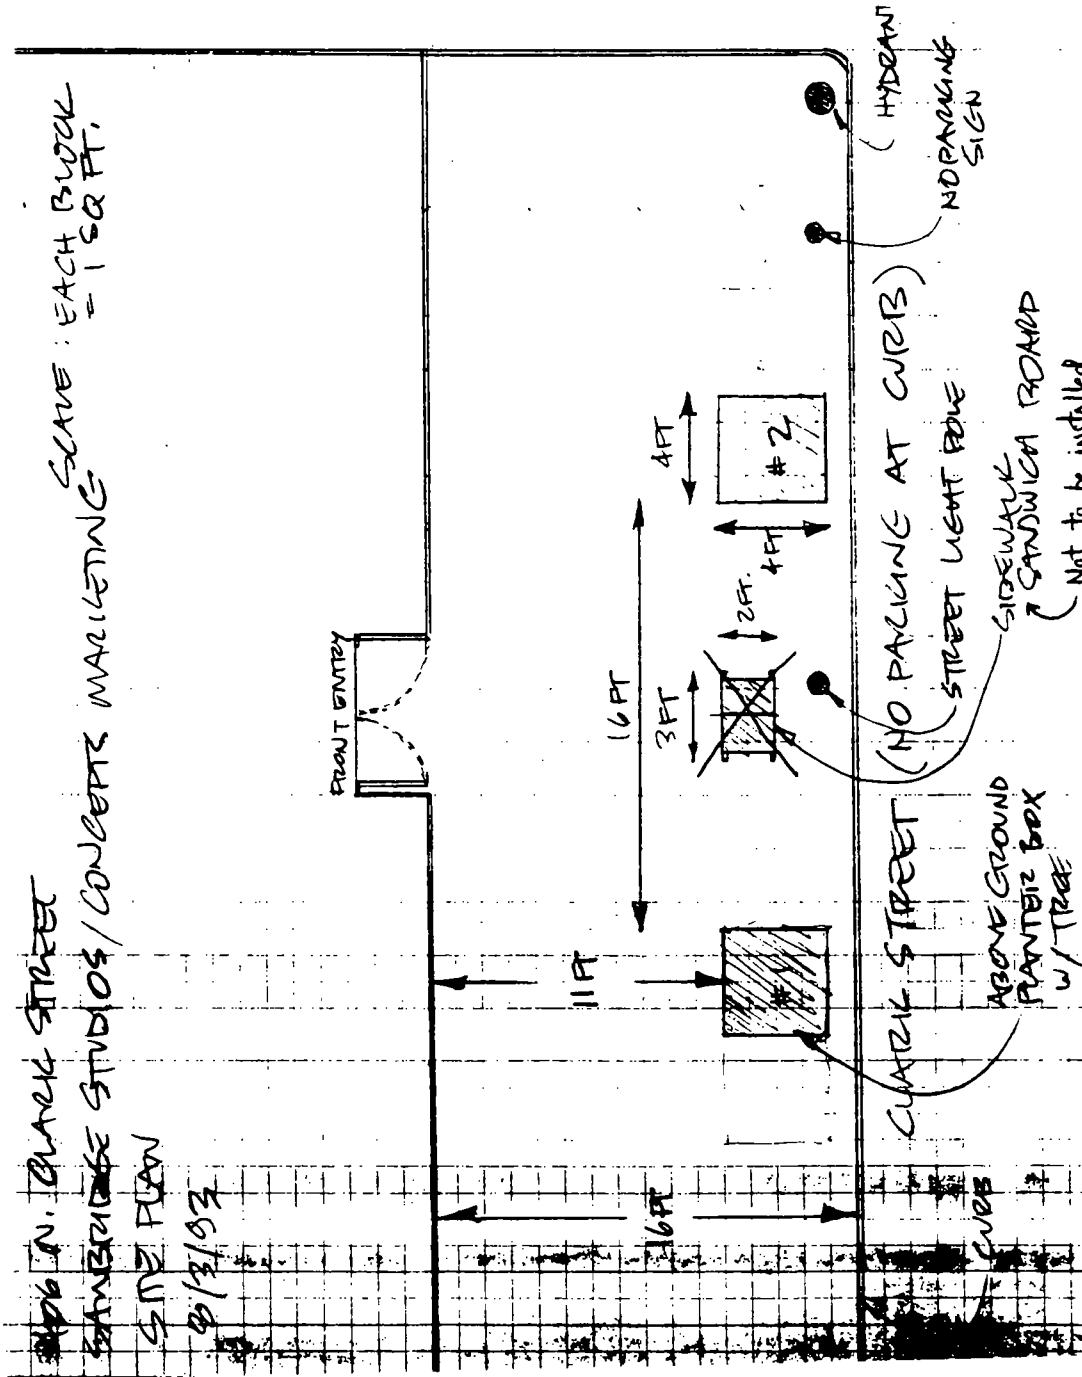 N. CLARK STREET
SANBRIDGE STUDIOS/CONCEPTS MARKETING
SITE PLAN
/3/93
SCALE: EACH BLOCK
= 1 SQ FT.
FRONT ENTRY
11 FT
16 FT
16 FT
3 FT
2 FT.
4 FT
4 FT
#1
#2
CLARK STREET (NO PARKING AT CURB)
CURB
ABOVE GROUND
PLANTER BOX
W/ TREE
STREET LIGHT POLE
SIDEWALK
SANDWICH BOARD
Not to be installed
NO PARKING
SIGN
HYDRANT